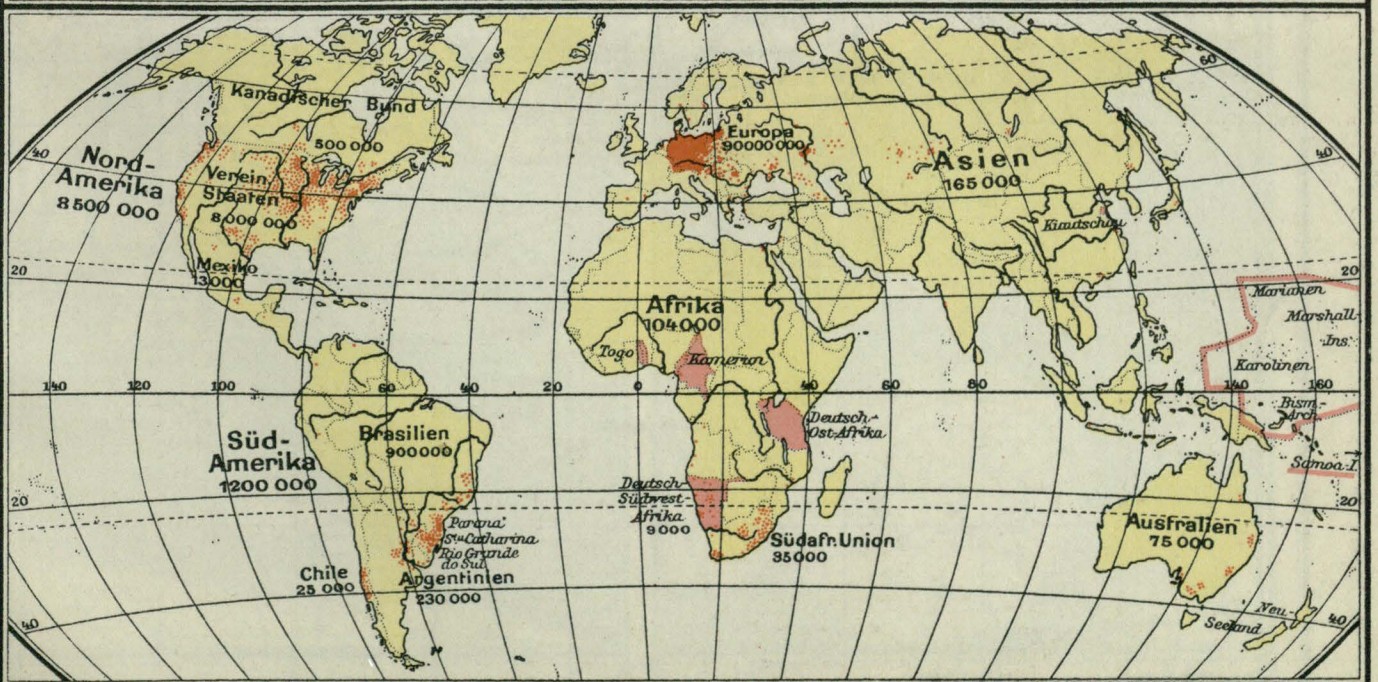 60
Kanadischer Bund
500 000
40
Nord-
Amerika
8 500 000
Verein.
Staaten
8 000 000
Europa
90 000 000
Asien
165 000
40
Kiautschau
20
Mexiko
13 000
20
Marianen
Marshall-
Ins.
Karolinen
Bism.-
Arch.
Samoa-I.
Afrika
104 000
Togo
Kamerun
140 120 100 60 40 20 0 40 60 80 140 160
Deutsch-
Ost-Afrika
Süd-
Amerika
1 200 000
Brasilien
900 000
20
Deutsch-
Südwest-
Afrika
9 000
20
Paraná
Sta. Catharina
Rio Grande
do Sul
Südafr. Union
35 000
Australien
75 000
Chile
25 000
Argentinien
230 000
40
Neu-
Seeland
40